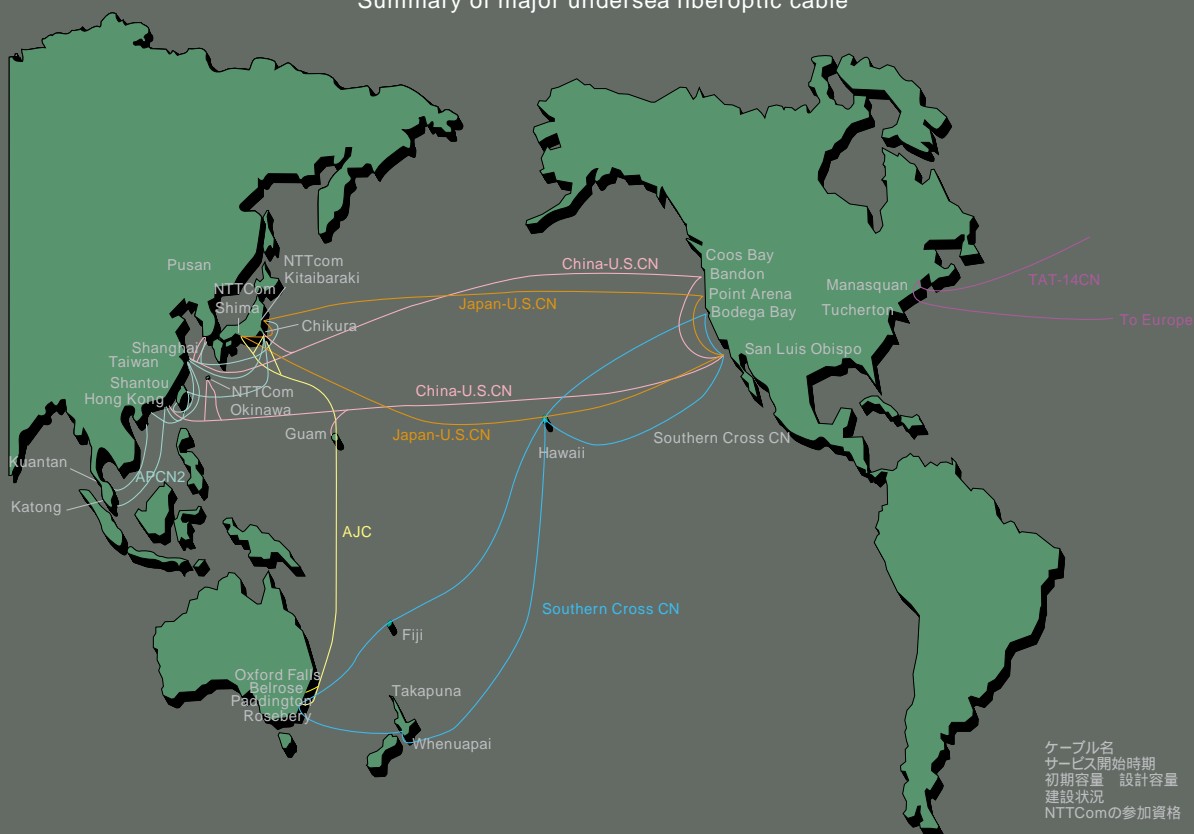 Summary of major undersea fiberoptic cable
China-U.S.CN
Coos Bay
Bandon
Point Arena
Bodega Bay
San Luis Obispo
Manasquan
Tucherton
TAT-14CN
To Europe
Pusan
NTTcom
Kitaibaraki
NTTCom
Shima
Japan-U.S.CN
Chikura
Shanghai
Taiwan
Shantou
Hong Kong
NTTCom
Okinawa
China-U.S.CN
Guam
Japan-U.S.CN
Hawaii
Southern Cross CN
Kuantan
APCN2
Katong
AJC
Southern Cross CN
Fiji
Oxford Falls
Belrose
Paddington
Rosebery
Takapuna
Whenuapai
ケーブル名
サービス開始時期
初期容量　設計容量
建設状況
NTTComの参加資格